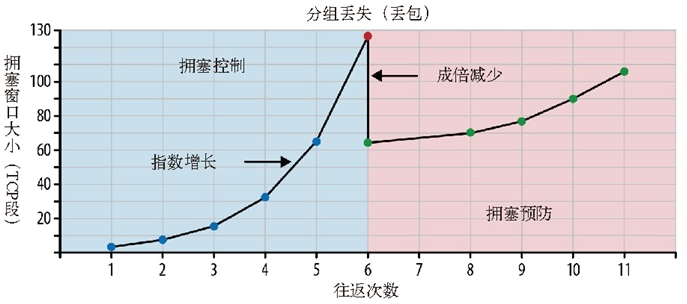 分组丢失（丢包）
拥塞窗口大小（TCP段）
130
100
80
60
40
20
拥塞控制
成倍减少
指数增长
拥塞预防
1 2 3 4 5 6 7 8 9 10 11
往返次数